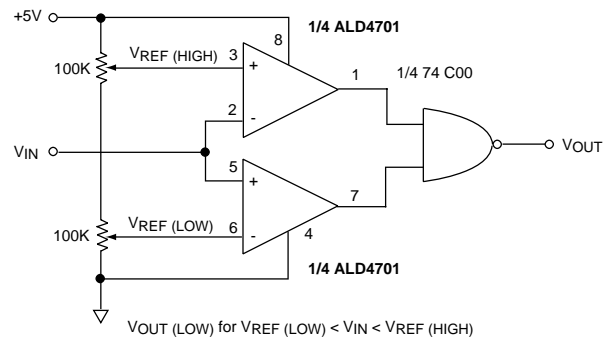 +5V
1/4 ALD4701
8
VREF (HIGH)
3
+
100K
1
1/4 74 C00
2
-
VIN
VOUT
5
+
7
100K
VREF (LOW)
6
-
4
1/4 ALD4701
VOUT (LOW) for VREF (LOW) < VIN < VREF (HIGH)